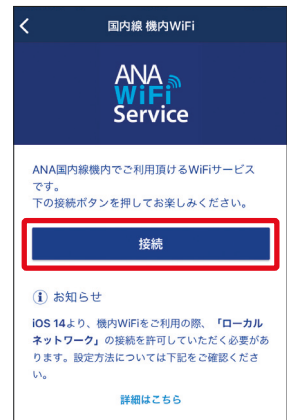 国内線 機内WiFi
ANA
WiFi
Service
ANA国内線機内でご利用頂けるWiFiサービス
です。
下の接続ボタンを押してお楽しみください。
接続
i お知らせ
iOS 14より、機内WiFiをご利用の際、「ローカル
ネットワーク」の接続を許可していただく必要があ
ります。設定方法については下記をご確認くださ
い。
詳細はこちら